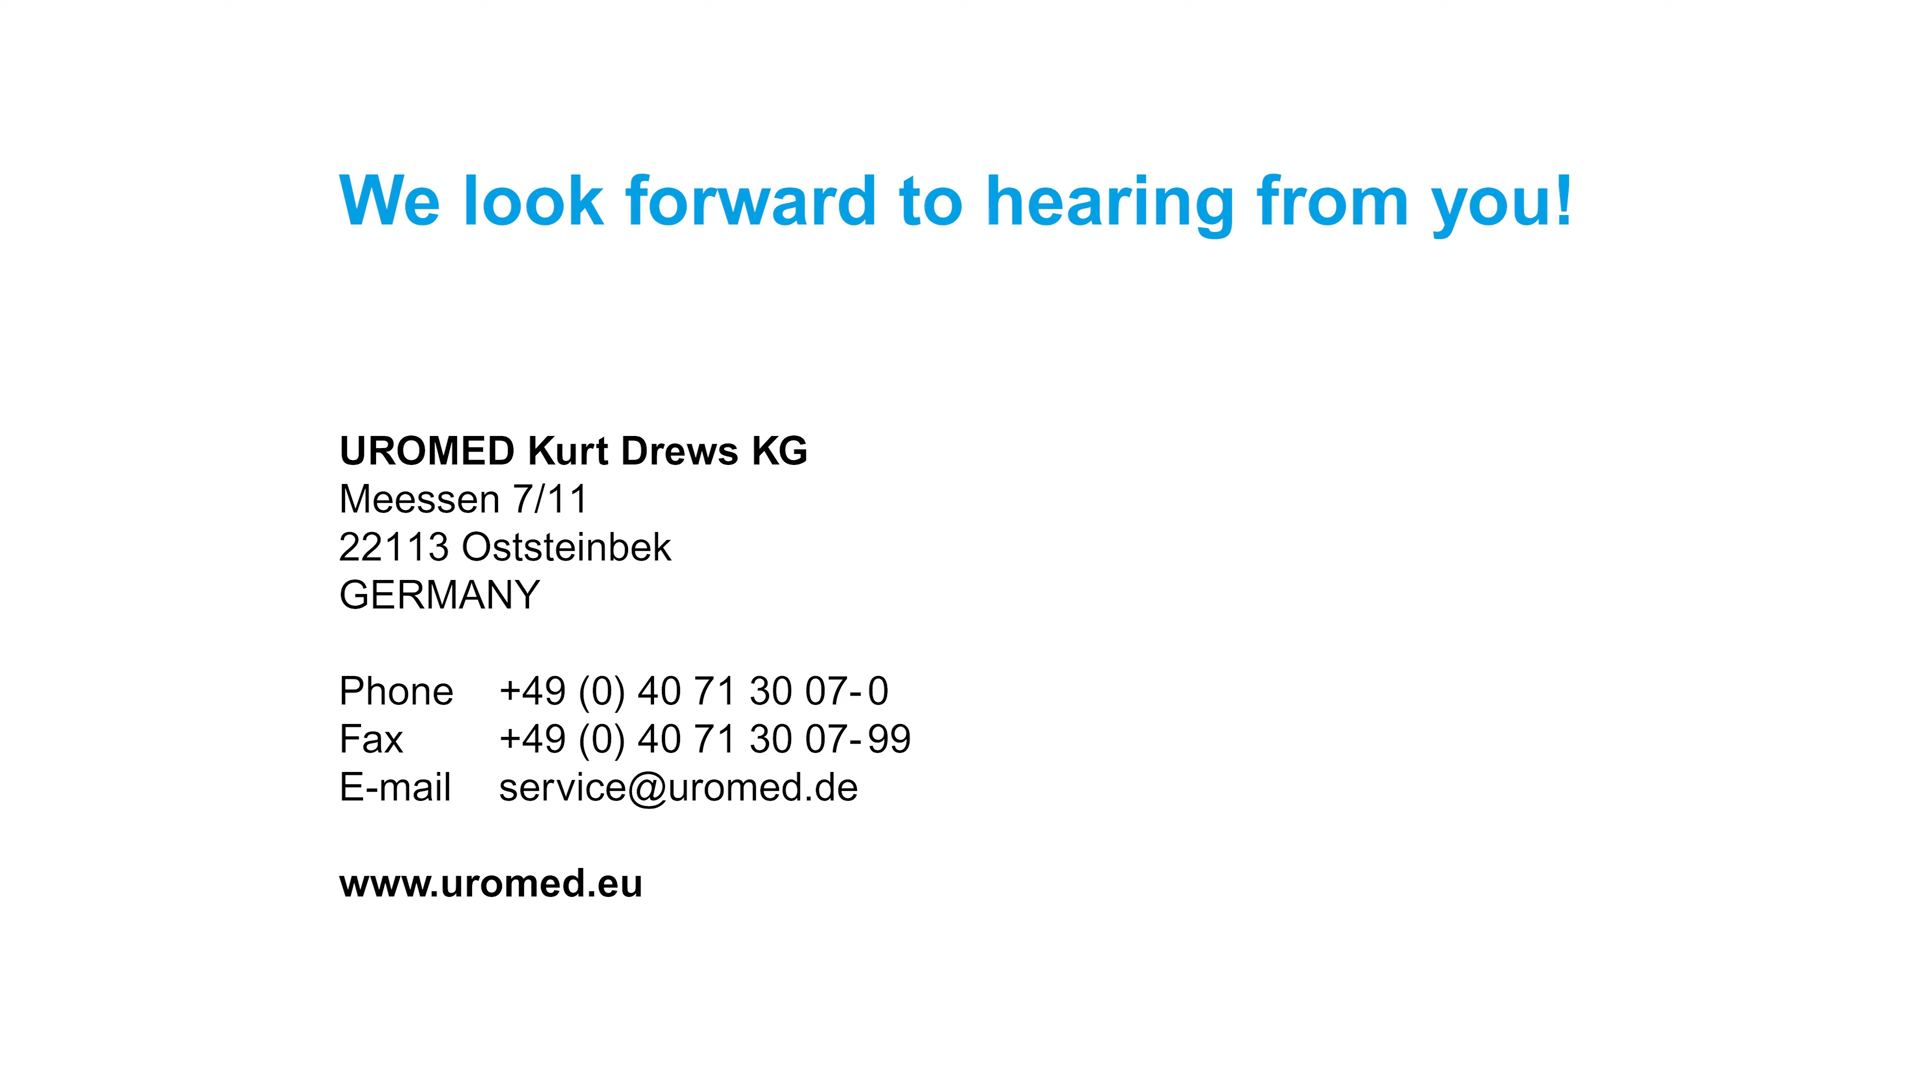 We look forward to hearing from you!
UROMED Kurt Drews KG
Meessen 7/11
22113 Oststeinbek
GERMANY
Phone +49 (0) 40 71 30 07-0
Fax +49 (0) 40 71 30 07-99
E-mail service@uromed.de
www.uromed.eu